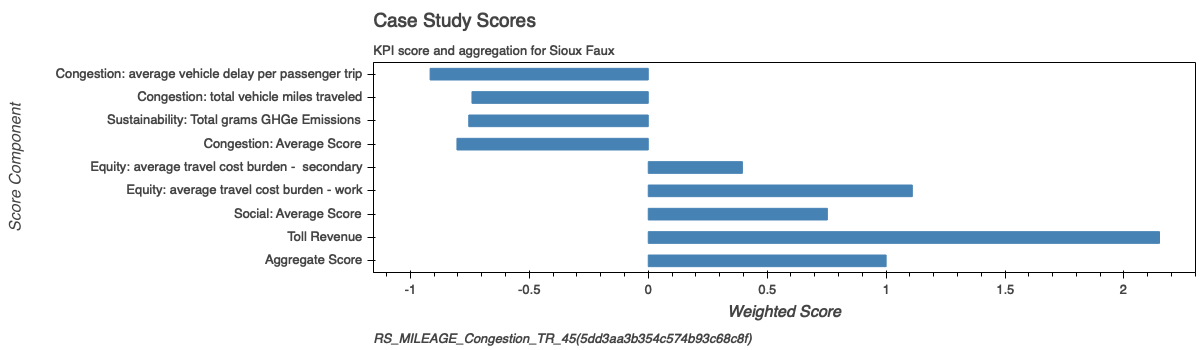 Case Study Scores
KPI score and aggregation for Sioux Faux
Score Component
Congestion: average vehicle delay per passenger trip
Congestion: total vehicle miles traveled
Sustainability: Total grams GHGe Emissions
Congestion: Average Score
Equity: average travel cost burden -  secondary
Equity: average travel cost burden - work
Social: Average Score
Toll Revenue
Aggregate Score
-1 -0.5 0 0.5 1 1.5 2
Weighted Score
RS_MILEAGE_Congestion_TR_45(5dd3aa3b354c574b93c68c8f)